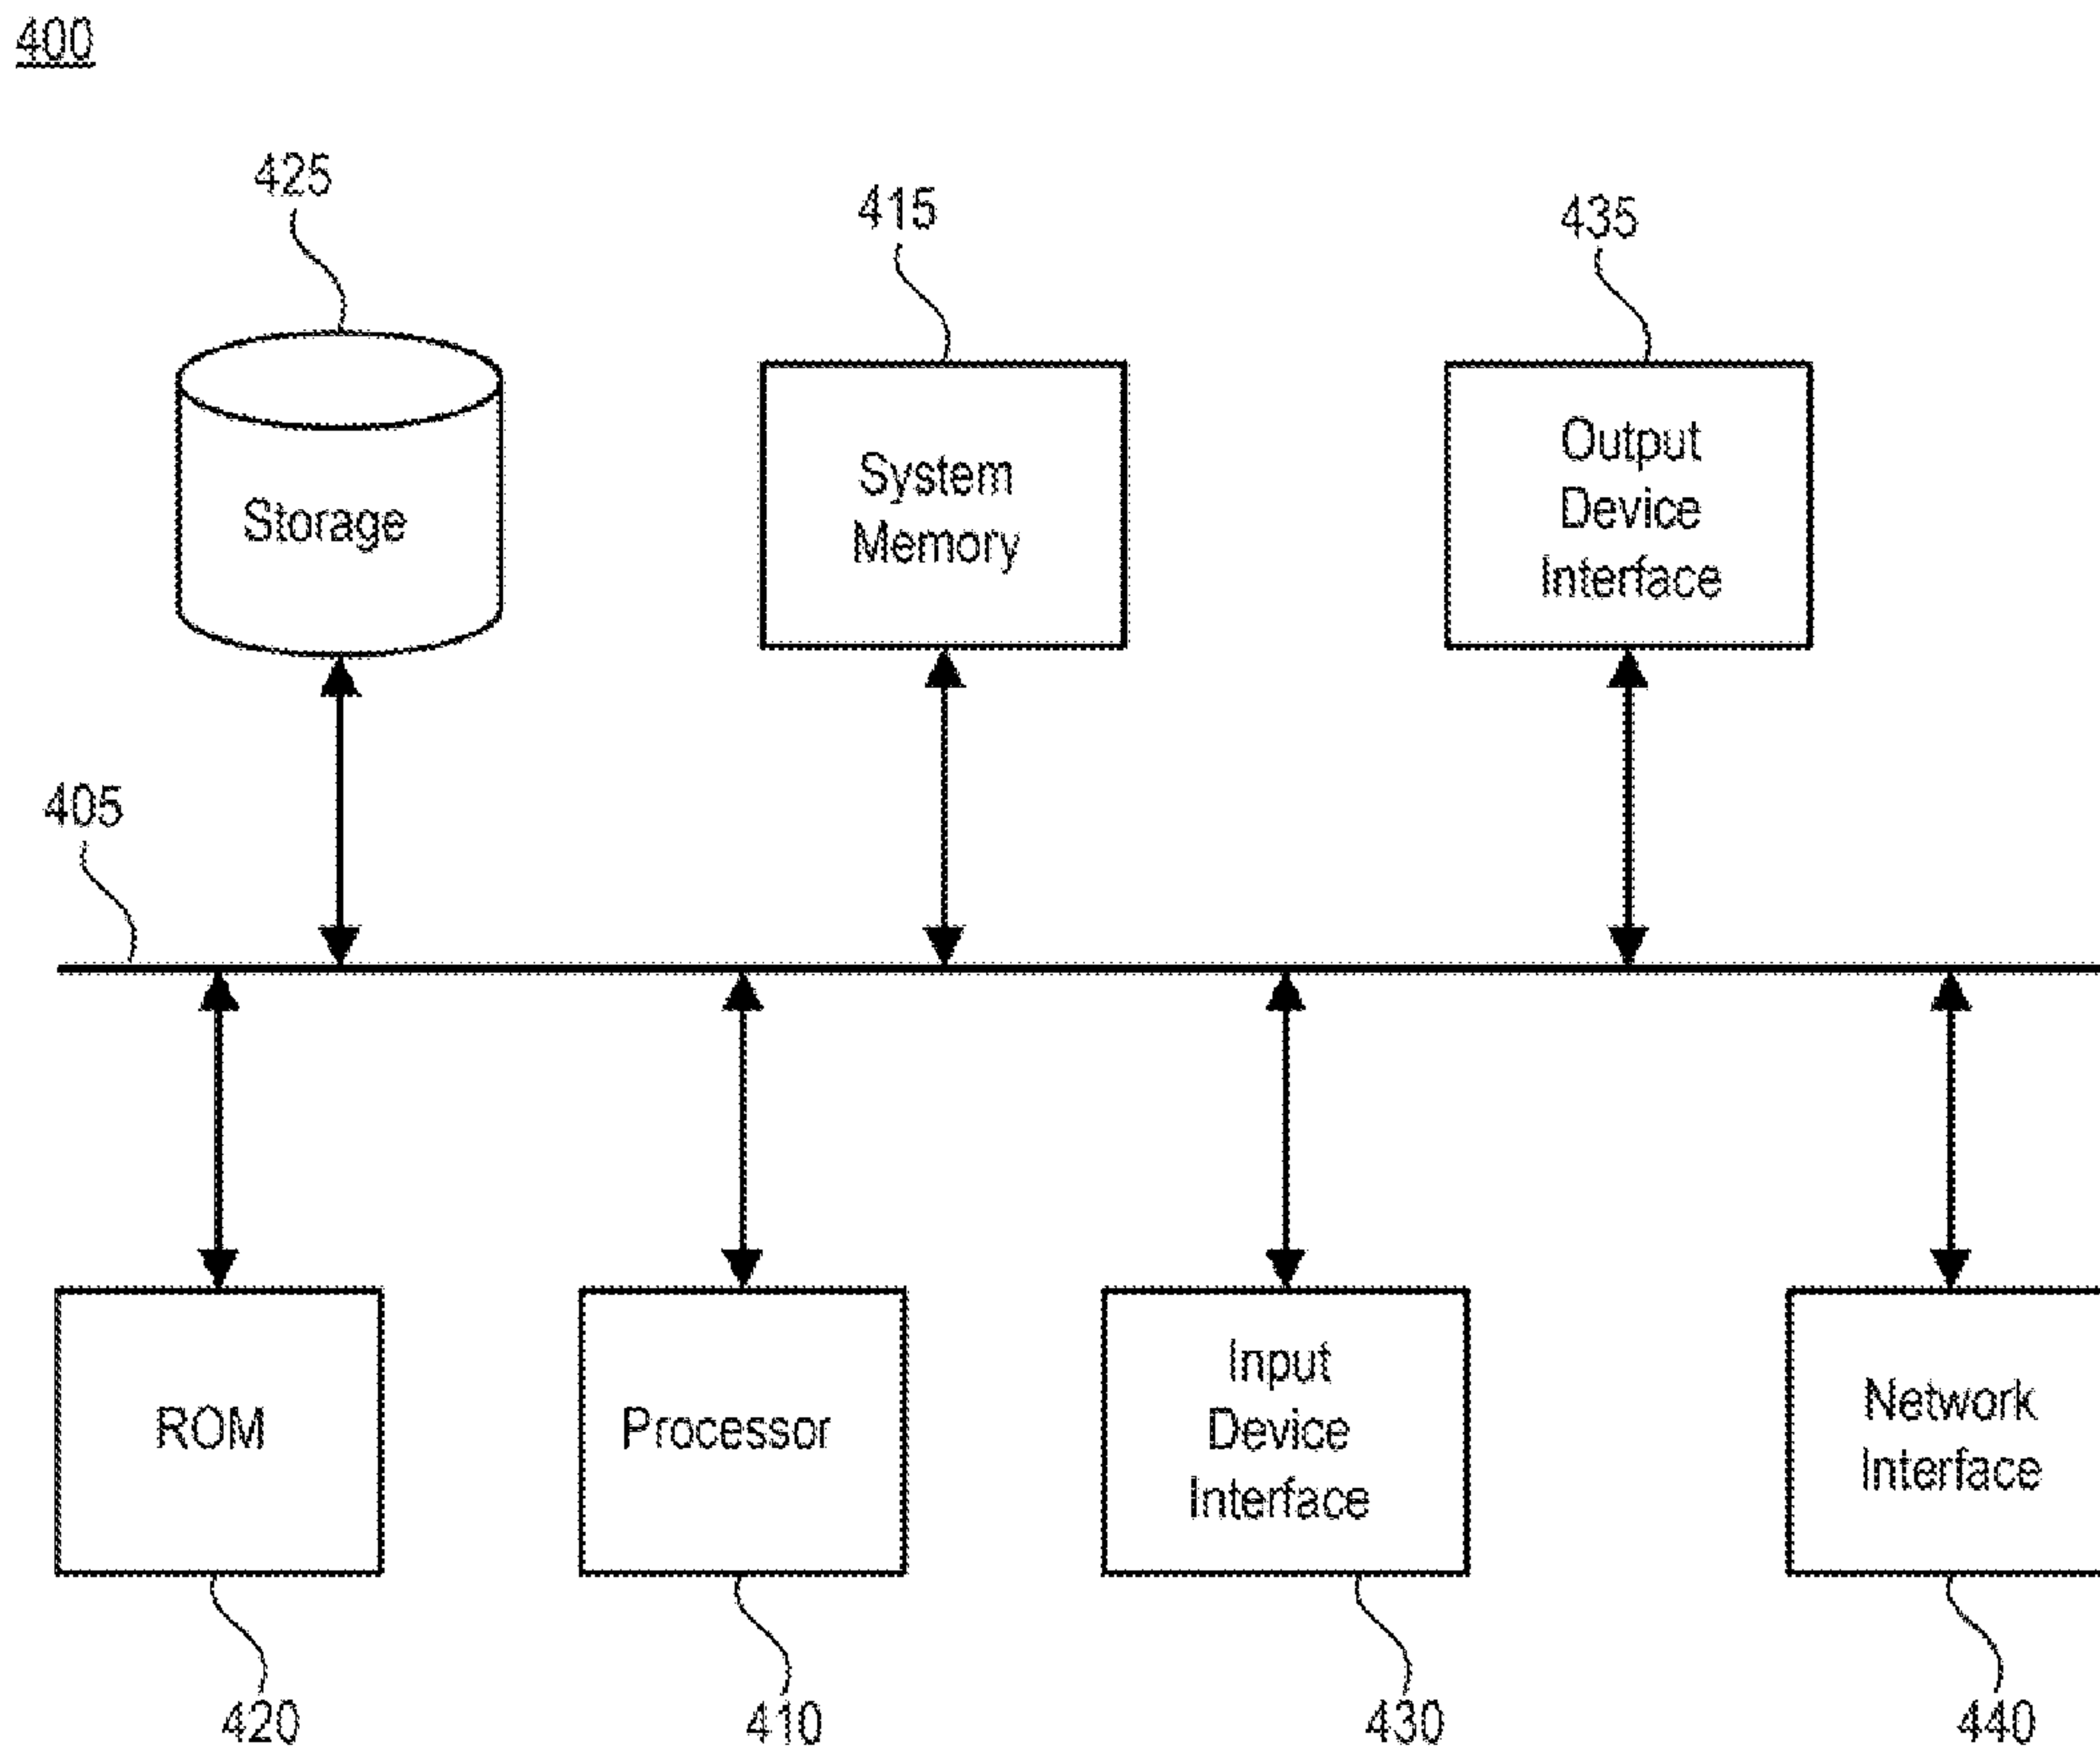 400
425
415
435
Storage
System
Memory
Output
Device
Interface
405
ROM
Processor
Input
Device
Interface
Network
Interface
420
410
430
440